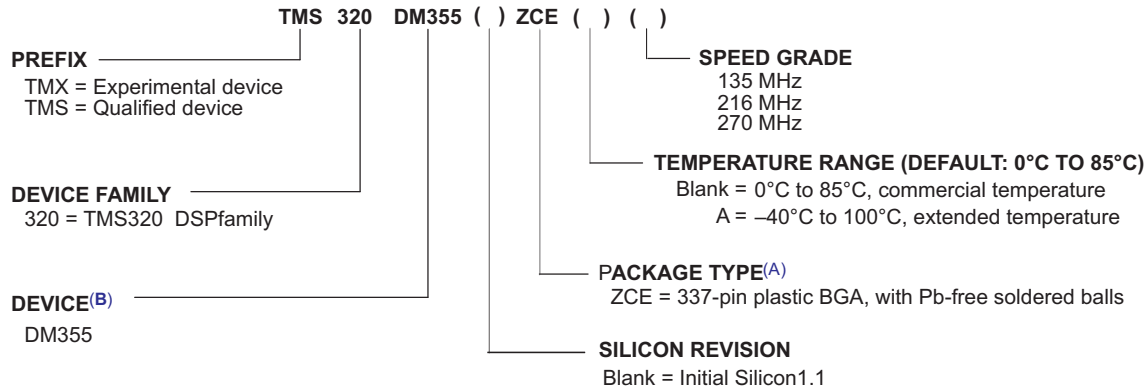 TMS 320 DM355 ( ) ZCE ( ) ( )
PREFIX
TMX = Experimental device
TMS = Qualified device
SPEED GRADE
135 MHz
216 MHz
270 MHz
TEMPERATURE RANGE (DEFAULT: 0°C TO 85°C)
Blank = 0°C to 85°C, commercial temperature
A = –40°C to 100°C, extended temperature
DEVICE FAMILY
320 = TMS320 DSPfamily
PACKAGE TYPE(A)
ZCE = 337-pin plastic BGA, with Pb-free soldered balls
DEVICE(B)
DM355
SILICON REVISION
Blank = Initial Silicon1.1